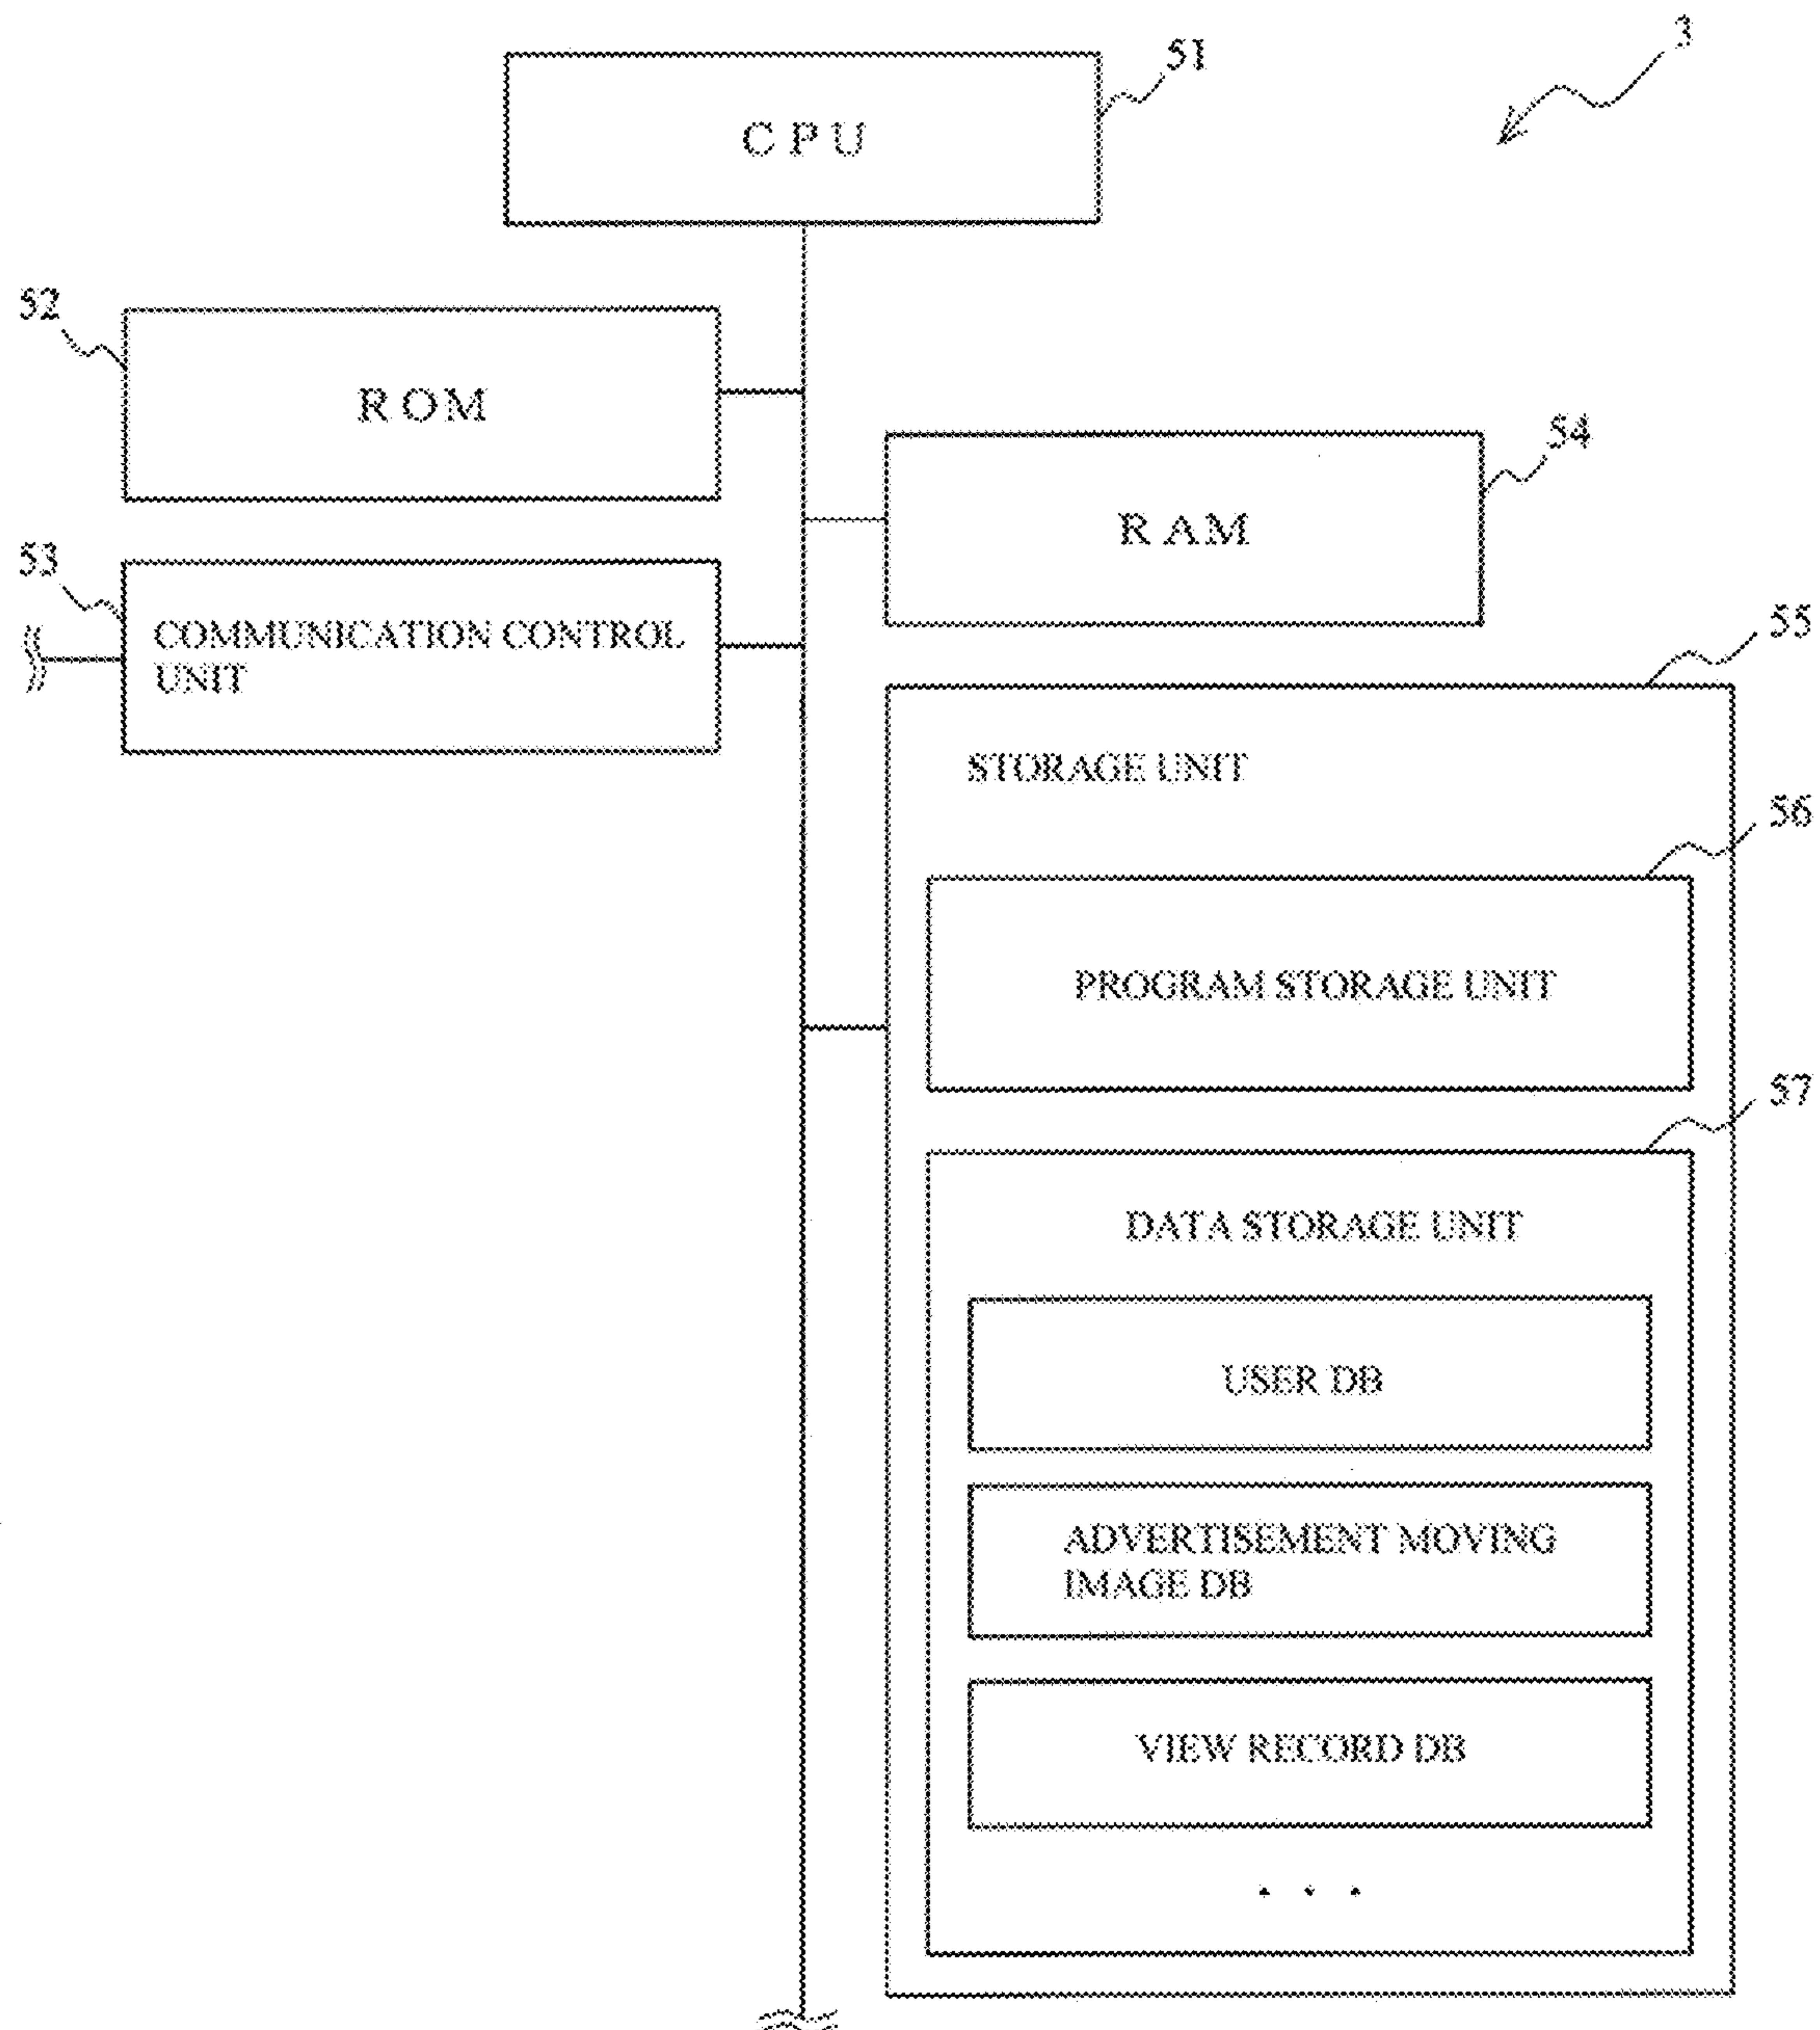 3
51
CPU
52
ROM
54
RAM
53
COMMUNICATION CONTROL
UNIT
55
STORAGE UNIT
56
PROGRAM STORAGE UNIT
57
DATA STORAGE UNIT
USER DB
ADVERTISEMENT MOVING
IMAGE DB
VIEW RECORD DB
. . .